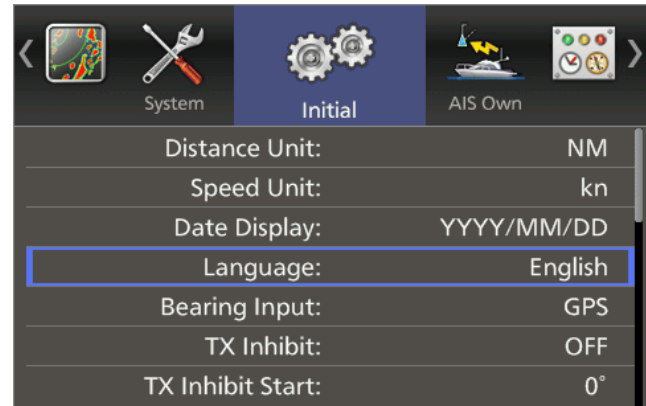 System
Initial
AIS Own
Distance Unit: NM
Speed Unit: kn
Date Display: YYYY/MM/DD
Language: English
Bearing Input: GPS
TX Inhibit: OFF
TX Inhibit Start: 0°